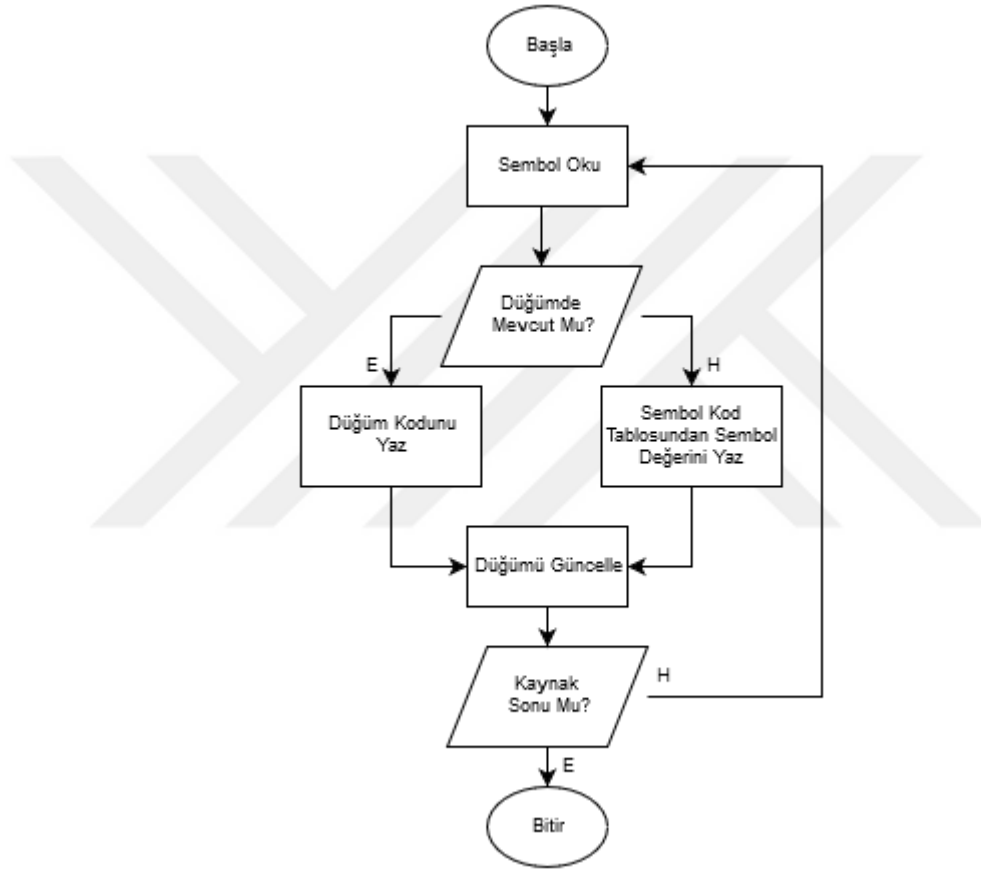 Başla
Sembol Oku
Düğümde
Mevcut Mu?
E
H
Düğüm Kodunu
Yaz
Sembol Kod
Tablosundan Sembol
Değerini Yaz
Düğümü Güncelle
Kaynak
Sonu Mu?
H
E
Bitir